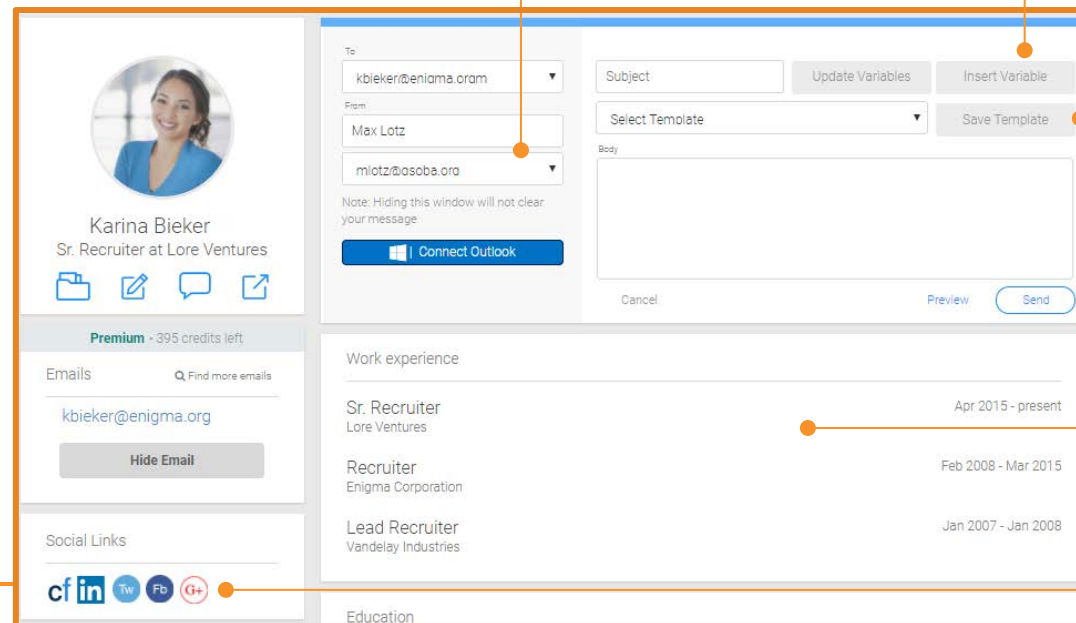 Karina Bieker
Sr. Recruiter at Lore Ventures
Premium - 395 credits left
Emails
Find more emails
kbieker@enigma.org
Hide Email
Social Links
cf in Tw Fb G+
To
kbieker@enigma.oram
From
Max Lotz
mlotz@asoba.org
Note: Hiding this window will not clear
your message
Connect Outlook
Subject
Update Variables
Insert Variable
Select Template
Save Template
Body
Cancel
Preview
Send
Work experience
Sr. Recruiter
Apr 2015 - present
Lore Ventures
Recruiter
Feb 2008 - Mar 2015
Enigma Corporation
Lead Recruiter
Jan 2007 - Jan 2008
Vandelay Industries
Education